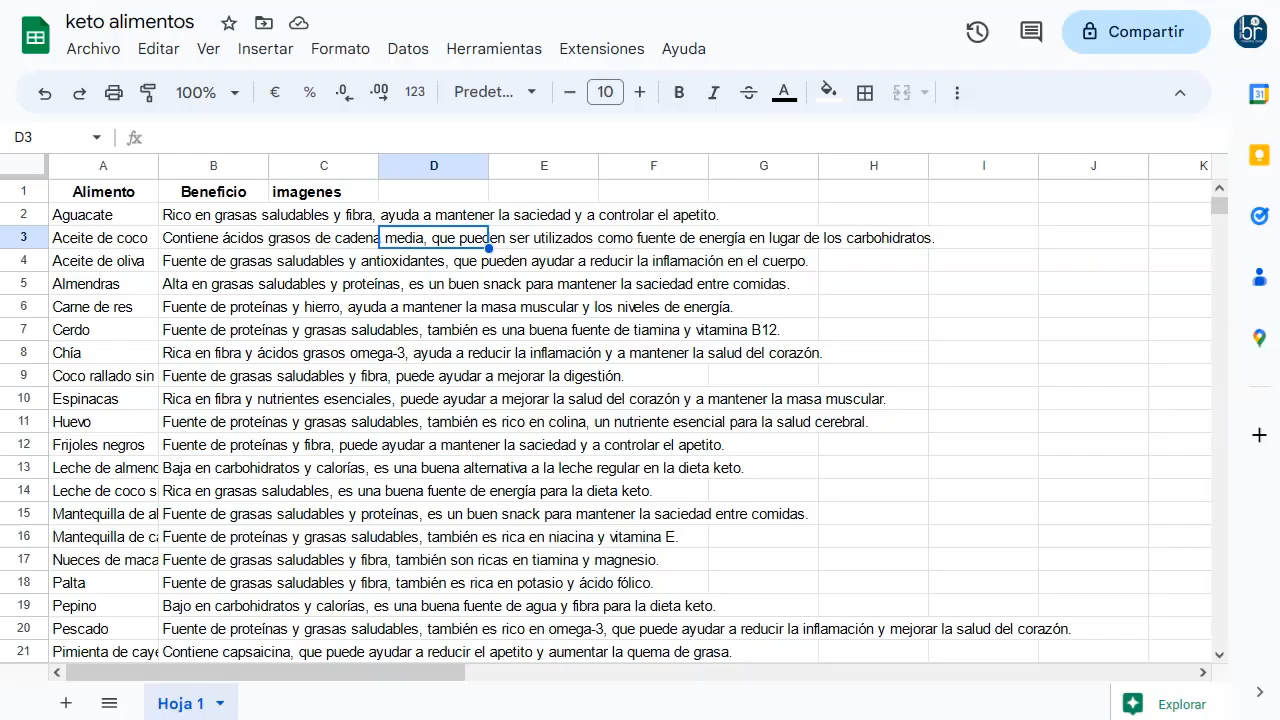 keto alimentos
Archivo Editar Ver Insertar Formato Datos Herramientas Extensiones Ayuda
Compartir
br
100% € % .0 .00 123 Predet... 10 B I A
31
D3 fx
A B C D E F G H I J K
1 Alimento Beneficio imagenes
2 Aguacate Rico en grasas saludables y fibra, ayuda a mantener la saciedad y a controlar el apetito.
3 Aceite de coco Contiene ácidos grasos de cadena media, que pueden ser utilizados como fuente de energía en lugar de los carbohidratos.
4 Aceite de oliva Fuente de grasas saludables y antioxidantes, que pueden ayudar a reducir la inflamación en el cuerpo.
5 Almendras Alta en grasas saludables y proteínas, es un buen snack para mantener la saciedad entre comidas.
6 Carne de res Fuente de proteínas y hierro, ayuda a mantener la masa muscular y los niveles de energía.
7 Cerdo Fuente de proteínas y grasas saludables, también es una buena fuente de tiamina y vitamina B12.
8 Chía Rica en fibra y ácidos grasos omega-3, ayuda a reducir la inflamación y a mantener la salud del corazón.
9 Coco rallado sin Fuente de grasas saludables y fibra, puede ayudar a mejorar la digestión.
10 Espinacas Rica en fibra y nutrientes esenciales, puede ayudar a mejorar la salud del corazón y a mantener la masa muscular.
11 Huevo Fuente de proteínas y grasas saludables, también es rico en colina, un nutriente esencial para la salud cerebral.
12 Frijoles negros Fuente de proteínas y fibra, puede ayudar a mantener la saciedad y a controlar el apetito.
13 Leche de almenc Baja en carbohidratos y calorías, es una buena alternativa a la leche regular en la dieta keto.
14 Leche de coco s Rica en grasas saludables, es una buena fuente de energía para la dieta keto.
15 Mantequilla de al Fuente de grasas saludables y proteínas, es un buen snack para mantener la saciedad entre comidas.
16 Mantequilla de ca Fuente de proteínas y grasas saludables, también es rica en niacina y vitamina E.
17 Nueces de maca Fuente de grasas saludables y fibra, también son ricas en tiamina y magnesio.
18 Palta Fuente de grasas saludables y fibra, también es rica en potasio y ácido fólico.
19 Pepino Bajo en carbohidratos y calorías, es una buena fuente de agua y fibra para la dieta keto.
20 Pescado Fuente de proteínas y grasas saludables, también es rico en omega-3, que puede ayudar a reducir la inflamación y mejorar la salud del corazón.
21 Pimienta de caye Contiene capsaicina, que puede ayudar a reducir el apetito y aumentar la quema de grasa.
Hoja 1
Explorar